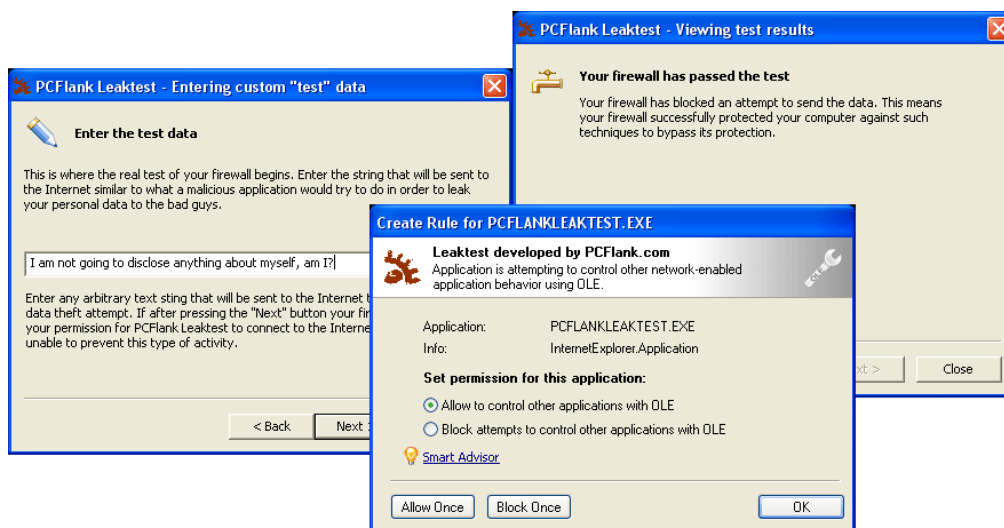 PCFlank Leaktest - Viewing test results
Your firewall has passed the test
Your firewall has blocked an attempt to send the data. This means
your firewall successfully protected your computer against such
techniques to bypass its protection.
Close
PCFlank Leaktest - Entering custom "test" data
Enter the test data
This is where the real test of your firewall begins. Enter the string that will be sent to
the Internet similar to what a malicious application would try to do in order to leak
your personal data to the bad guys.
I am not going to disclose anything about myself, am I?
Enter any arbitrary text sting that will be sent to the Internet
data theft attempt. If after pressing the "Next" button your
your permission for PCFlank Leaktest to connect to the Interne
unable to prevent this type of activity.
< Back
Next
Create Rule for PCFLANKLEAKTEST.EXE
Leaktest developed by PCFlank.com
Application is attempting to control other network-enabled
application behavior using OLE.
Application: PCFLANKLEAKTEST.EXE
Info: InternetExplorer.Application
Set permission for this application:
Allow to control other applications with OLE
Block attempts to control other applications with OLE
Smart Advisor
Allow Once
Block Once
OK